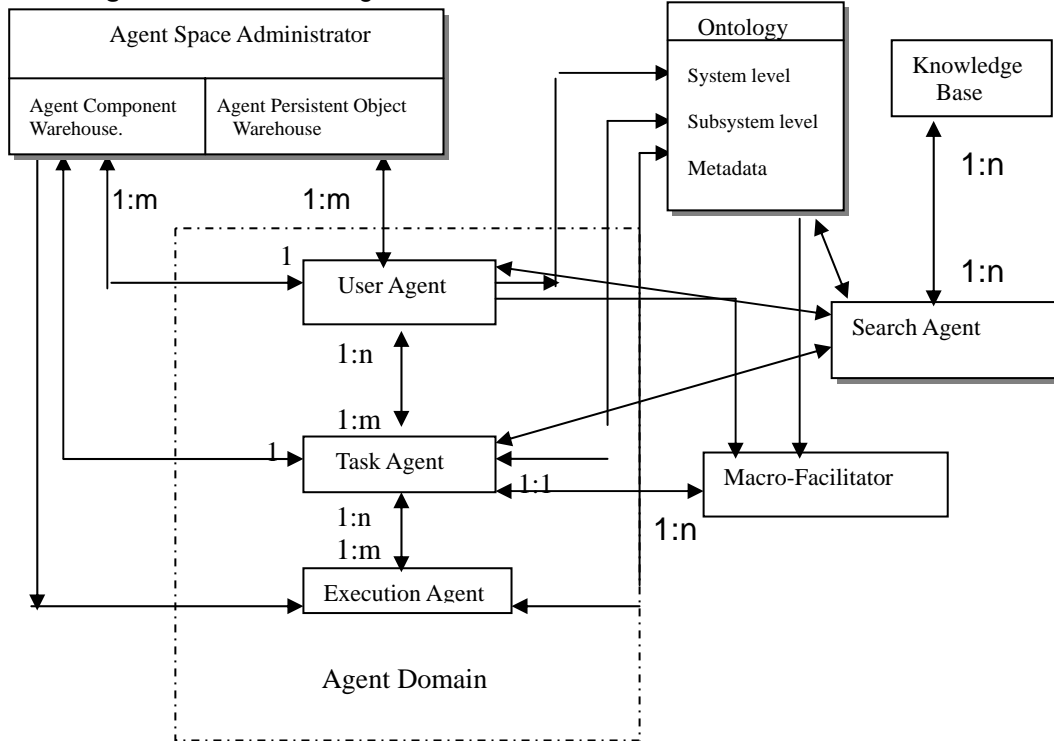 Agent Space Administrator
Agent Component
Warehouse.
Agent Persistent Object
Warehouse
Ontology
System level
Subsystem level
Metadata
Knowledge
Base
1:m
1:m
1:n
1
User Agent
1:n
Search Agent
1:n
1:m
1
Task Agent
1:1
Macro-Facilitator
1:n
1:n
1:m
Execution Agent
Agent Domain